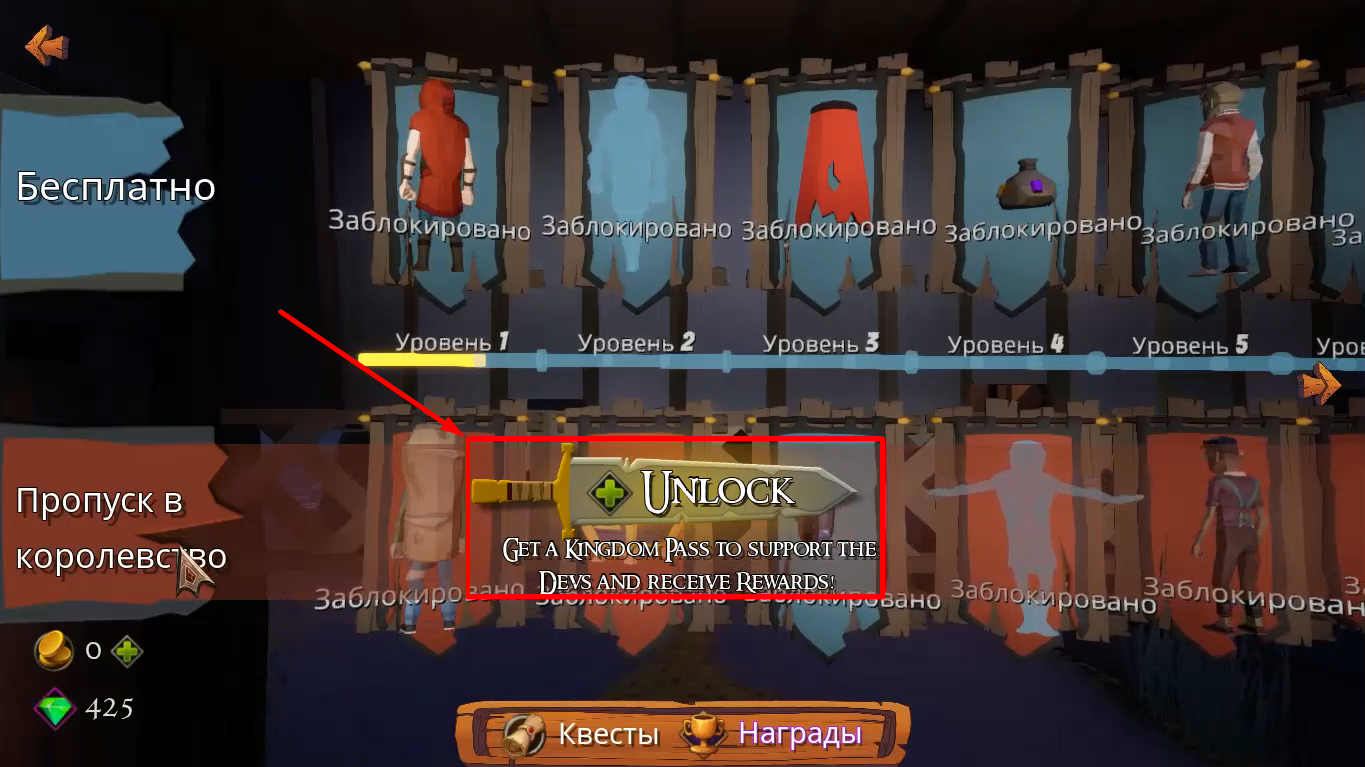 Бесплатно
Заблокировано
Заблокировано
Заблокировано
Заблокировано
Заблокировано
За
Уровень 1
Уровень 2
Уровень 3
Уровень 4
Уровень 5
Уров
Пропуск в
королевство
UNLOCK
GET A KINGDOM PASS TO SUPPORT THE
DEVS AND RECEIVE REWARDS!
Заблокировано
Заблокировано
Заблокировано
Заблокировано
Заблокирован
0
425
Квесты
Награды